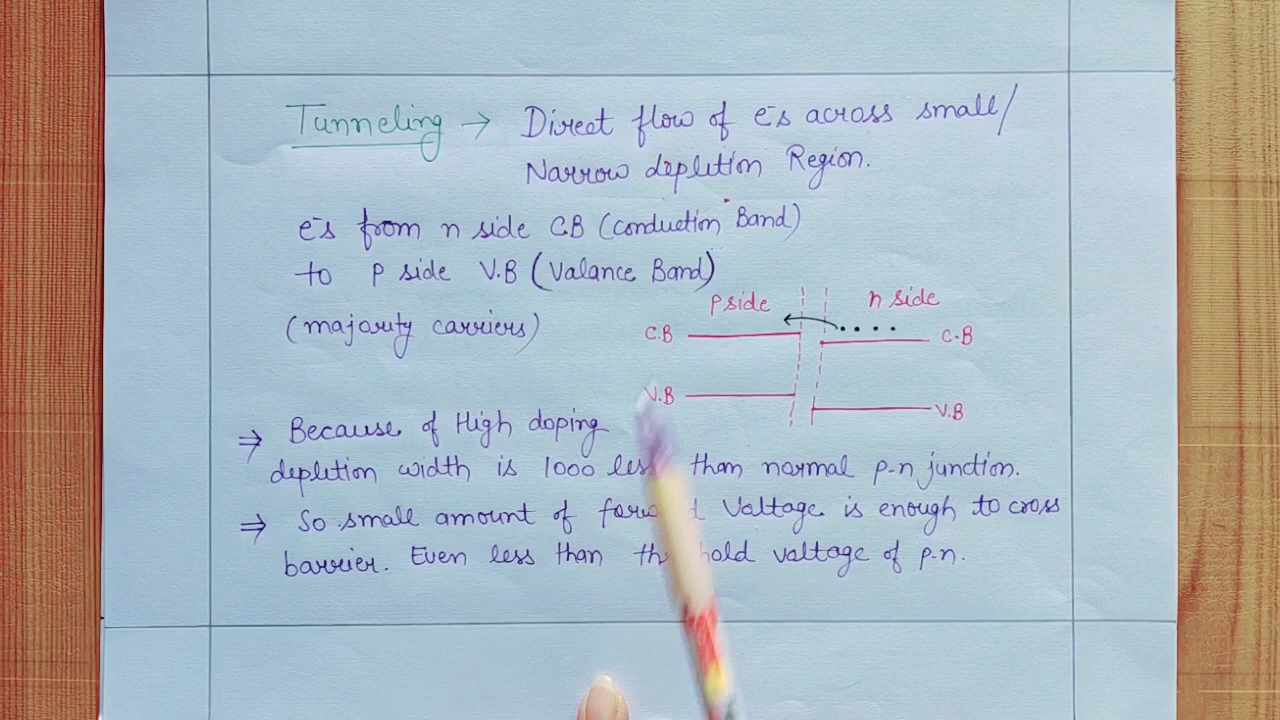 Tunneling → Direct flow of e⁻s across small/
Narrow depletion Region.
e⁻s from n side C.B (Conduction Band)
to p side V.B (Valance Band)
(majority carriers)
p side n side
C.B C.B
V.B V.B
⇒ Because of High doping
depletion width is 1000 less than normal p-n junction.
⇒ So small amount of voltage is enough to cross
barrier. Even less than voltage of p.n.